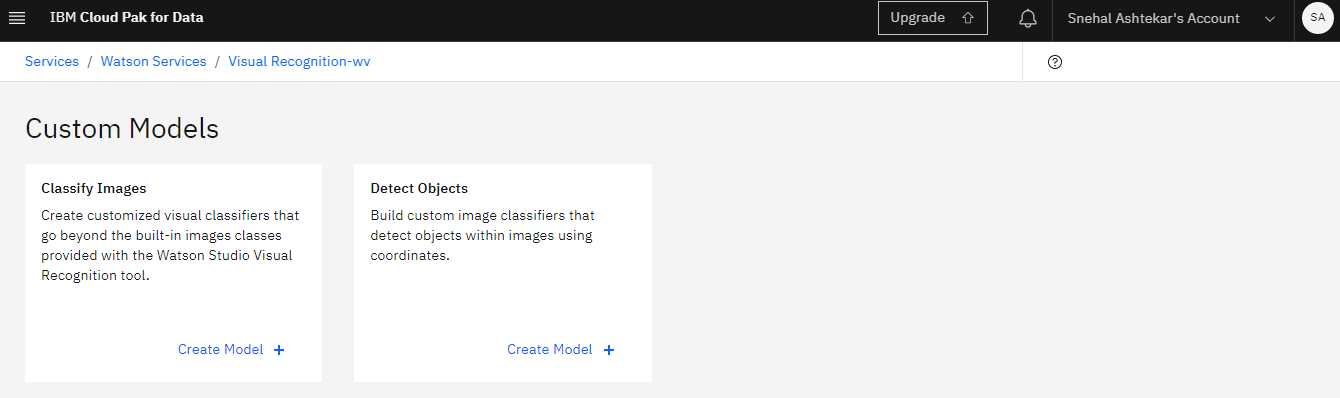 IBM Cloud Pak for Data
Upgrade
Snehal Ashtekar's Account
SA
Services / Watson Services / Visual Recognition-wv
Custom Models
Classify Images
Create customized visual classifiers that
go beyond the built-in images classes
provided with the Watson Studio Visual
Recognition tool.
Create Model +
Detect Objects
Build custom image classifiers that
detect objects within images using
coordinates.
Create Model +